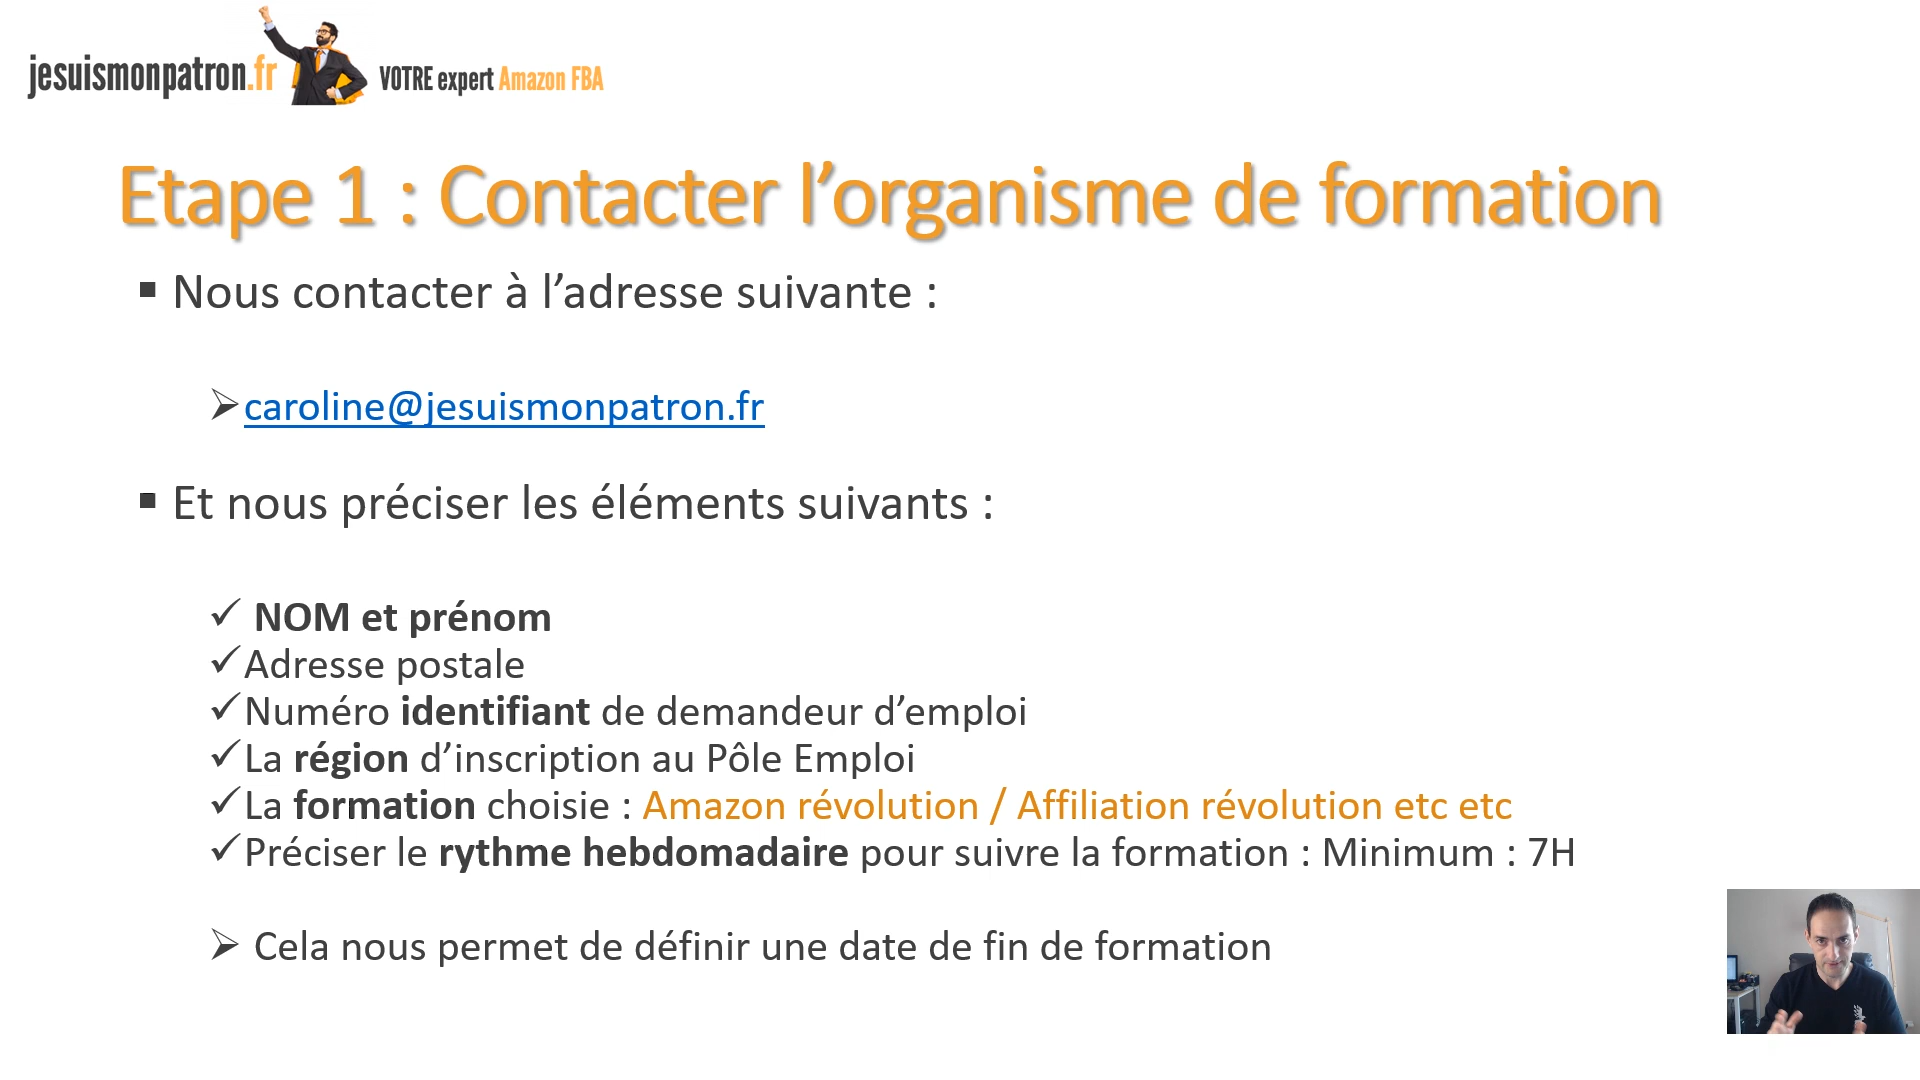 jesuismonpatron.fr VOTRE expert Amazon FBA
Etape 1 : Contacter l’organisme de formation
▪ Nous contacter à l’adresse suivante :
➢caroline@jesuismonpatron.fr
▪ Et nous préciser les éléments suivants :
✓ NOM et prénom
✓Adresse postale
✓Numéro identifiant de demandeur d’emploi
✓La région d’inscription au Pôle Emploi
✓La formation choisie : Amazon révolution / Affiliation révolution etc etc
✓Préciser le rythme hebdomadaire pour suivre la formation : Minimum : 7H
➢ Cela nous permet de définir une date de fin de formation